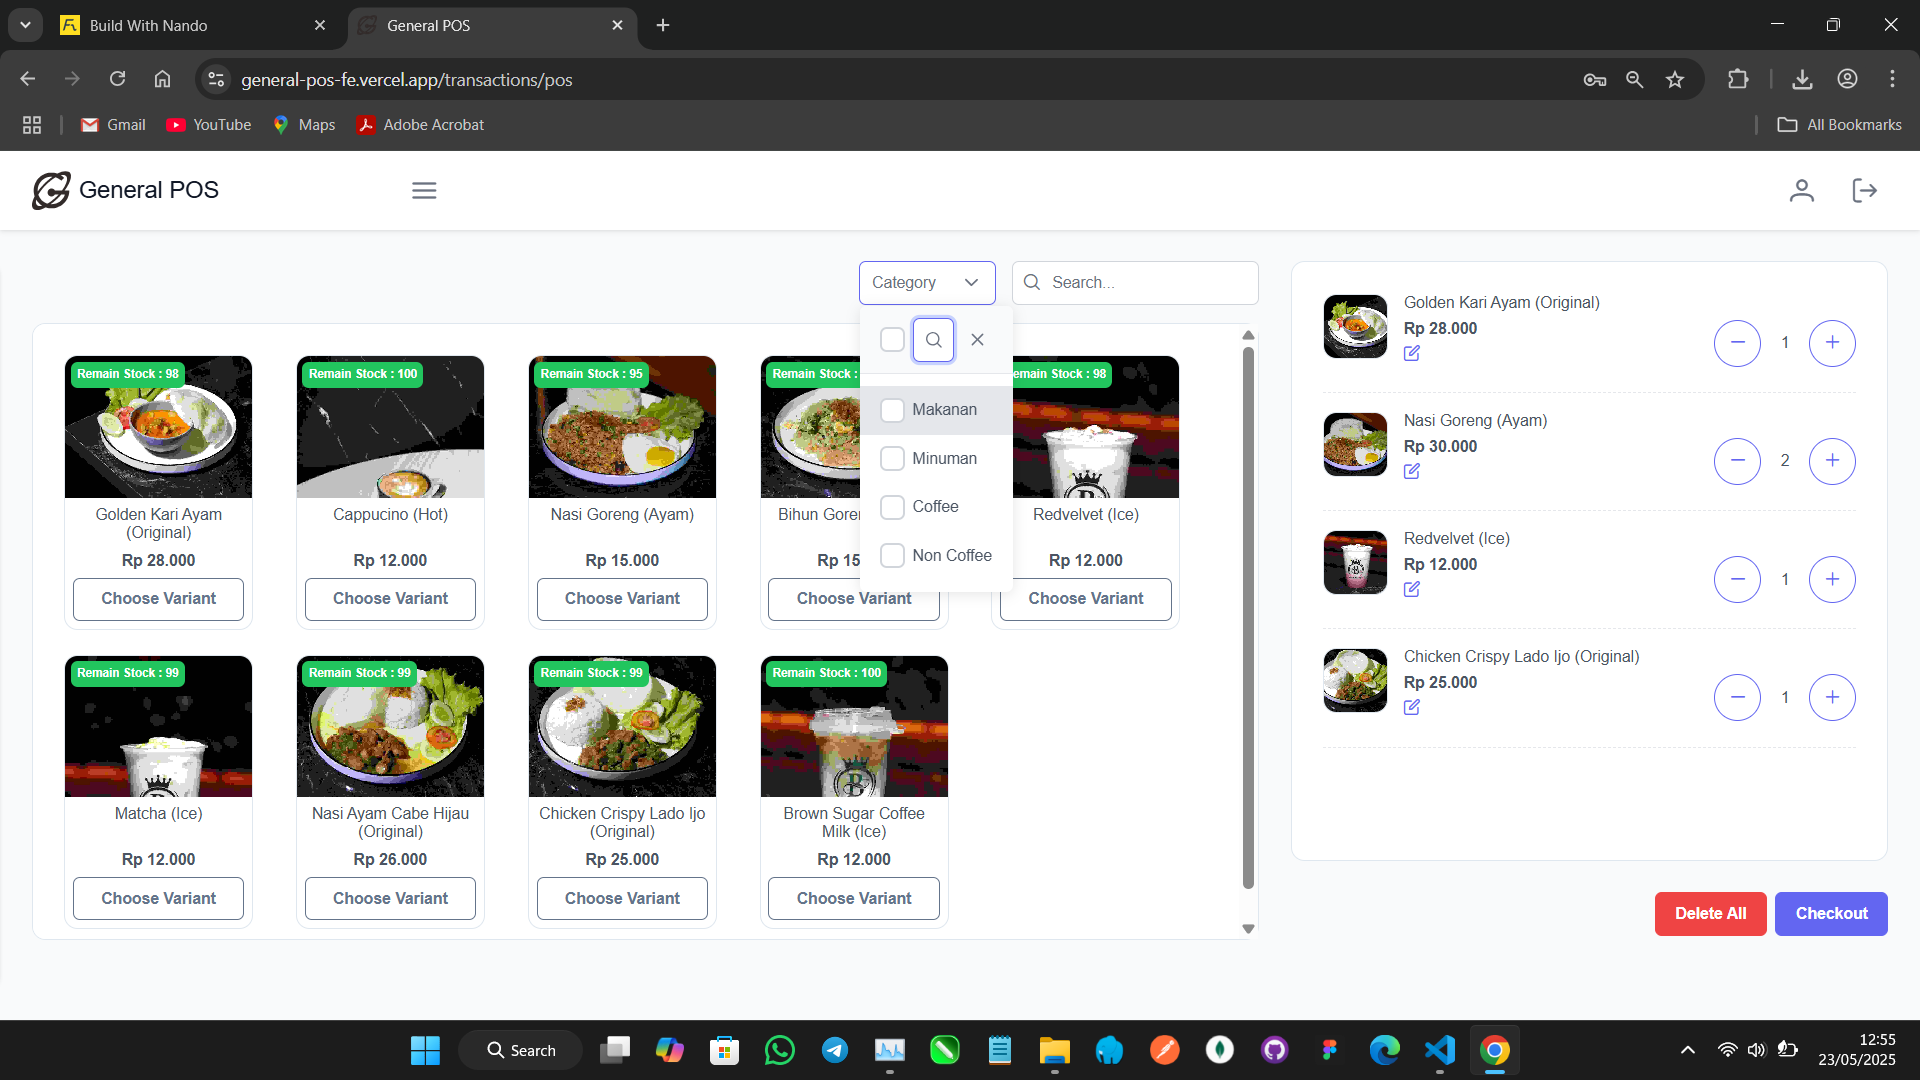 Build With Nando
General POS
general-pos-fe.vercel.app/transactions/pos
Gmail
YouTube
Maps
Adobe Acrobat
All Bookmarks
General POS
Category
Search...
Makanan
Minuman
Coffee
Non Coffee
Remain Stock : 98
Golden Kari Ayam
(Original)
Rp 28.000
Choose Variant
Remain Stock : 100
Cappucino (Hot)
Rp 12.000
Choose Variant
Remain Stock : 95
Nasi Goreng (Ayam)
Rp 15.000
Choose Variant
Remain Stock :
Bihun Gore
Rp 15
Choose Variant
emain Stock : 98
Redvelvet (Ice)
Rp 12.000
Choose Variant
Remain Stock : 99
Matcha (Ice)
Rp 12.000
Choose Variant
Remain Stock : 99
Nasi Ayam Cabe Hijau
(Original)
Rp 26.000
Choose Variant
Remain Stock : 99
Chicken Crispy Lado Ijo
(Original)
Rp 25.000
Choose Variant
Remain Stock : 100
Brown Sugar Coffee
Milk (Ice)
Rp 12.000
Choose Variant
Golden Kari Ayam (Original)
Rp 28.000
1
Nasi Goreng (Ayam)
Rp 30.000
2
Redvelvet (Ice)
Rp 12.000
1
Chicken Crispy Lado Ijo (Original)
Rp 25.000
1
Delete All
Checkout
Search
12:55
23/05/2025